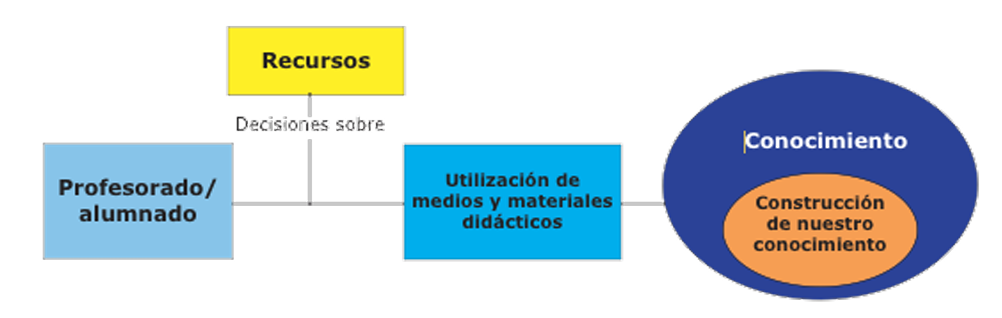 Recursos
Decisiones sobre
Profesorado/
alumnado
Utilización de
medios y materiales
didácticos
Conocimiento
Construcción
de nuestro
conocimiento